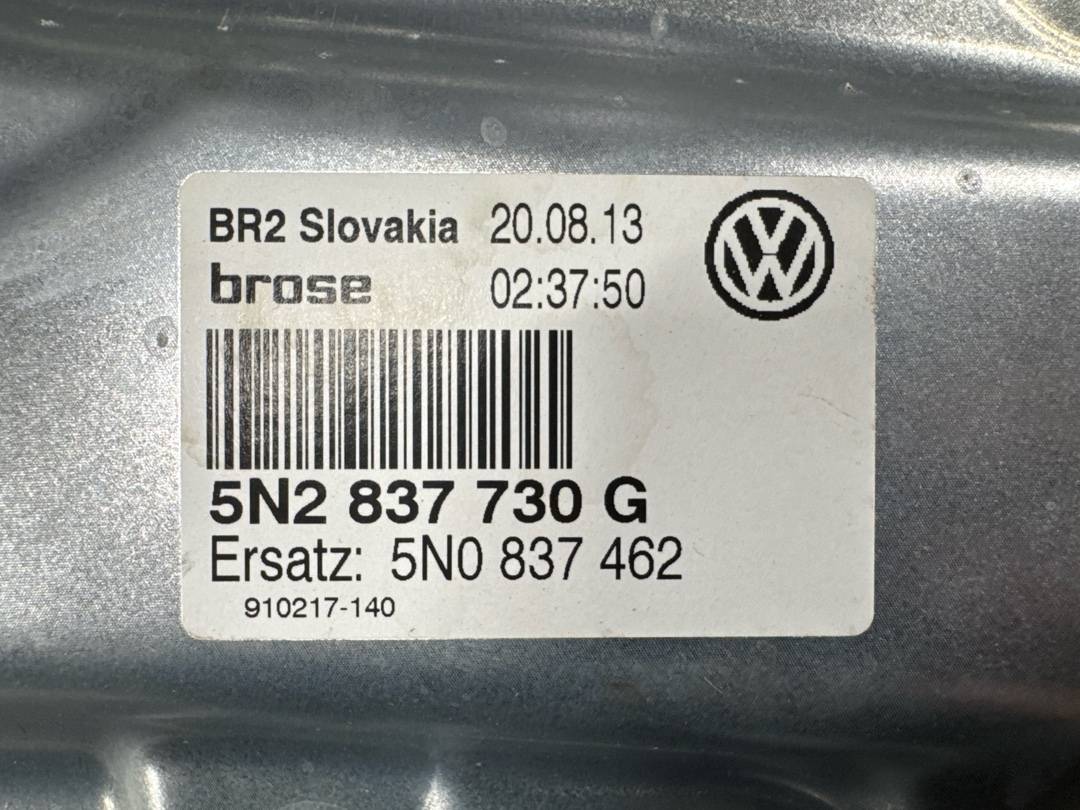 BR2 Slovakia 20.08.13
brose 02:37:50
5N2 837 730 G
Ersatz: 5N0 837 462
910217-140